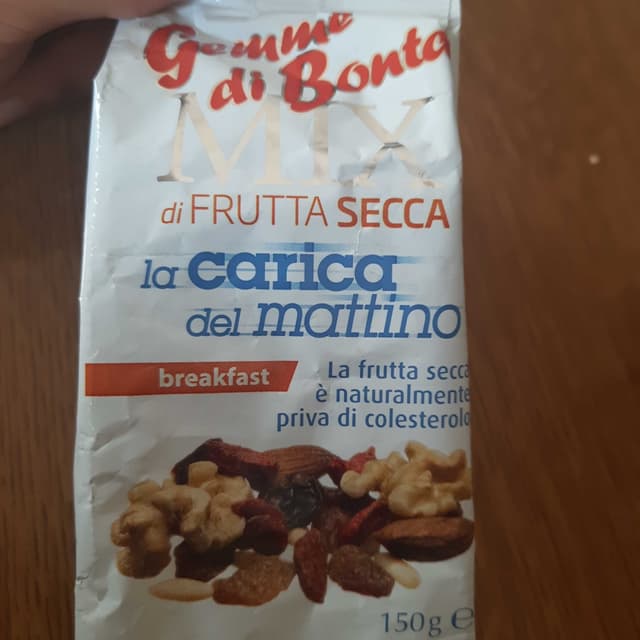 Gemme
di Bontà
MIX
di FRUTTA SECCA
la carica
del mattino
breakfast
La frutta secca
è naturalmente
priva di colesterolo
150g e